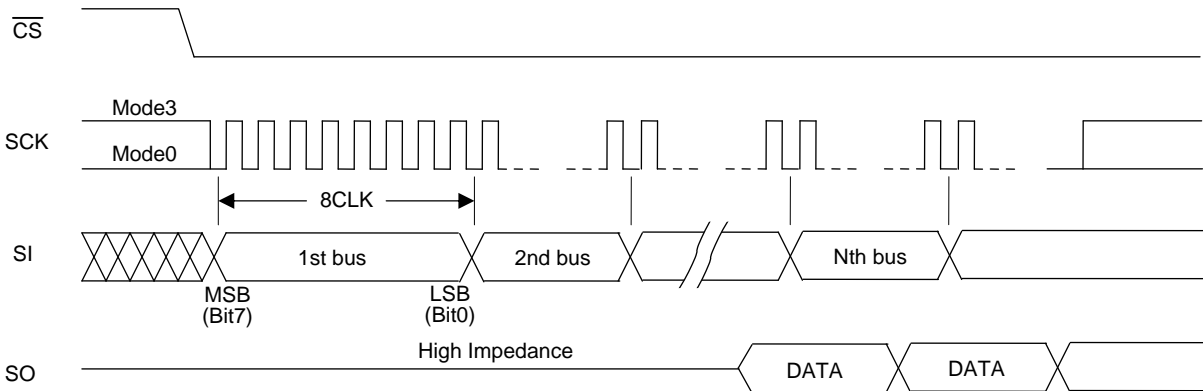 CS
Mode3
SCK
Mode0
8CLK
SI
1st bus
2nd bus
Nth bus
MSB
(Bit7)
LSB
(Bit0)
High Impedance
SO
DATA
DATA